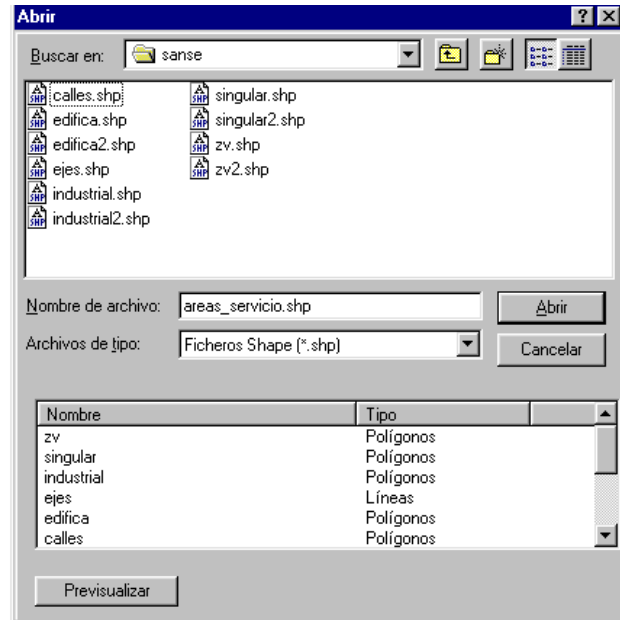 Abrir
Buscar en: sanse
calles.shp singular.shp
edifica.shp singular2.shp
edifica2.shp zv.shp
ejes.shp zv2.shp
industrial.shp
industrial2.shp
Nombre de archivo: areas_servicio.shp Abrir
Archivos de tipo: Ficheros Shape (*.shp) Cancelar
Nombre Tipo
zv Polígonos
singular Polígonos
industrial Polígonos
ejes Líneas
edifica Polígonos
calles Polígonos
Previsualizar